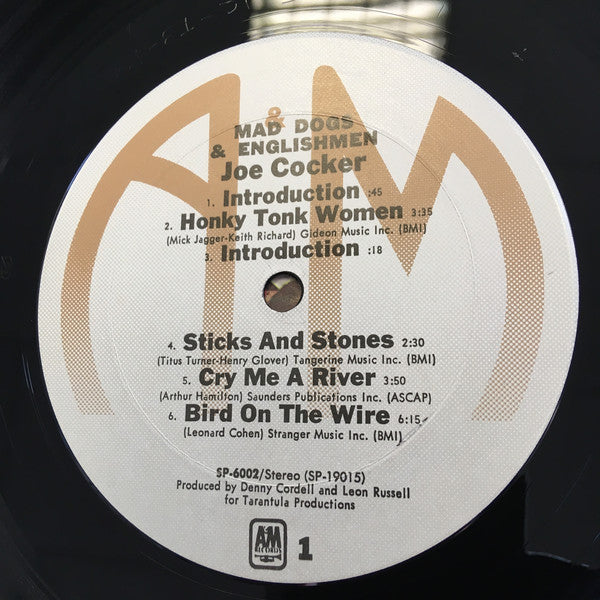 A&M
MAD DOGS
& ENGLISHMEN
Joe Cocker
1. Introduction :45
2. Honky Tonk Women 3:35
(Mick Jagger-Keith Richard) Gideon Music Inc. (BMI)
3. Introduction :18
4. Sticks And Stones 2:30
(Titus Turner-Henry Glover) Tangerine Music Inc. (BMI)
5. Cry Me A River 3:50
(Arthur Hamilton) Saunders Publications Inc. (ASCAP)
6. Bird On The Wire 6:15
(Leonard Cohen) Stranger Music Inc. (BMI)
SP-6002/Stereo (SP-19015)
Produced by Denny Cordell and Leon Russell
for Tarantula Productions
A&M
RECORDS
1